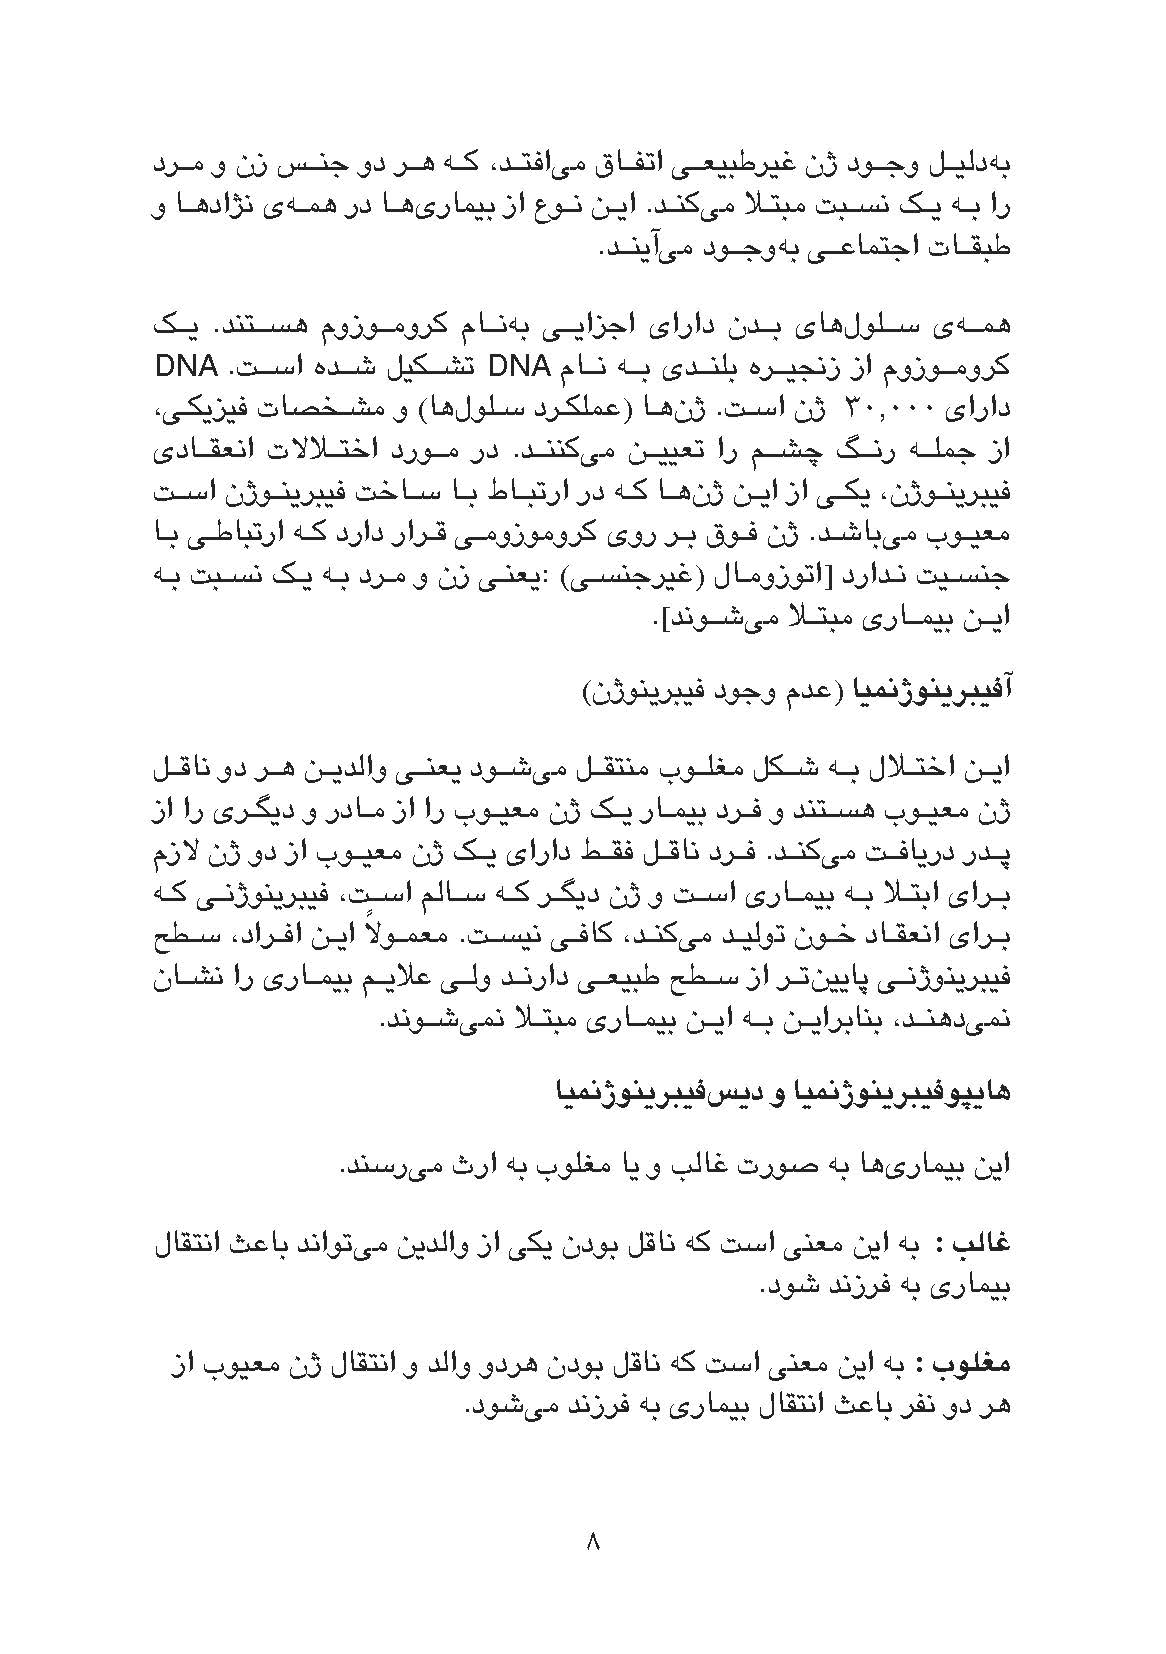 به‌دلیل وجود ژن غیرطبیعی اتفاق می‌افتد، که هر دو جنس زن و مرد
را به یک نسبت مبتلا می‌کند. این نوع از بیماری‌ها در همه‌ی نژادها و
طبقات اجتماعی به‌وجود می‌آیند.
همه‌ی سلول‌های بدن دارای اجزایی به‌نام کروموزوم هستند. یک
کروموزوم از زنجیره بلندی به نام DNA تشکیل شده است. DNA
دارای ۳۰,۰۰۰ ژن است. ژن‌ها (عملکرد سلول‌ها) و مشخصات فیزیکی،
از جمله رنگ چشم را تعیین می‌کنند. در مورد اختلالات انعقادی
فیبرینوژن، یکی از این ژن‌ها که در ارتباط با ساخت فیبرینوژن است
معیوب می‌باشد. ژن فوق بر روی کروموزومی قرار دارد که ارتباطی با
جنسیت ندارد [اتوزومال (غیرجنسی) :یعنی زن و مرد به یک نسبت به
این بیماری مبتلا می‌شوند].
آفیبرینوژنمیا (عدم وجود فیبرینوژن)
این اختلال به شکل مغلوب منتقل می‌شود یعنی والدین هر دو ناقل
ژن معیوب هستند و فرد بیمار یک ژن معیوب را از مادر و دیگری را از
پدر دریافت می‌کند. فرد ناقل فقط دارای یک ژن معیوب از دو ژن لازم
برای ابتلا به بیماری است و ژن دیگر که سالم است، فیبرینوژنی که
برای انعقاد خون تولید می‌کند، کافی نیست. معمولاً این افراد، سطح
فیبرینوژنی پایین‌تر از سطح طبیعی دارند ولی علایم بیماری را نشان
نمی‌دهند، بنابراین به این بیماری مبتلا نمی‌شوند.
هایپوفیبرینوژنمیا و دیس‌فیبرینوژنمیا
این بیماری‌ها به صورت غالب و یا مغلوب به ارث می‌رسند.
غالب : به این معنی است که ناقل بودن یکی از والدین می‌تواند باعث انتقال
بیماری به فرزند شود.
مغلوب : به این معنی است که ناقل بودن هردو والد و انتقال ژن معیوب از
هر دو نفر باعث انتقال بیماری به فرزند می‌شود.
۸